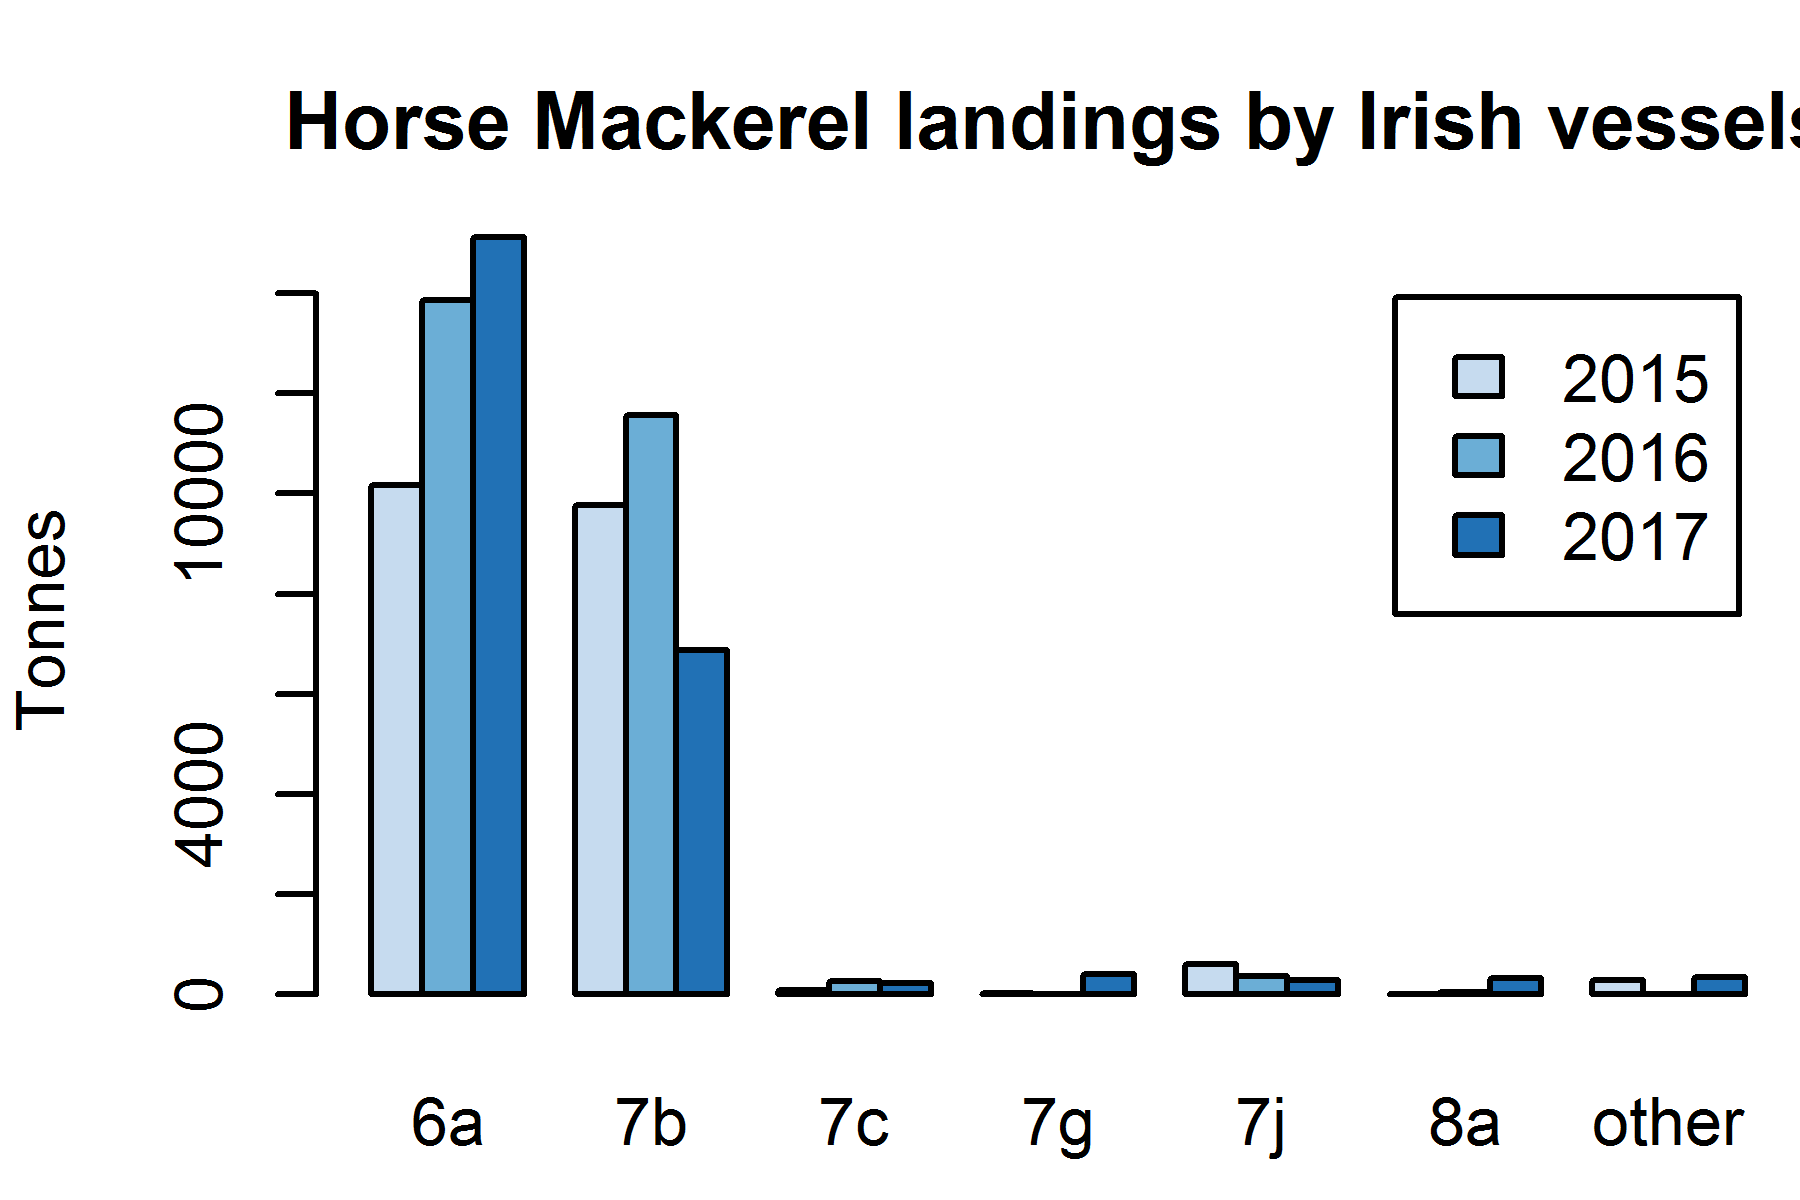 Horse Mackerel landings by Irish vessels
Tonnes
10000
4000
0
2015
2016
2017
6a 7b 7c 7g 7j 8a other